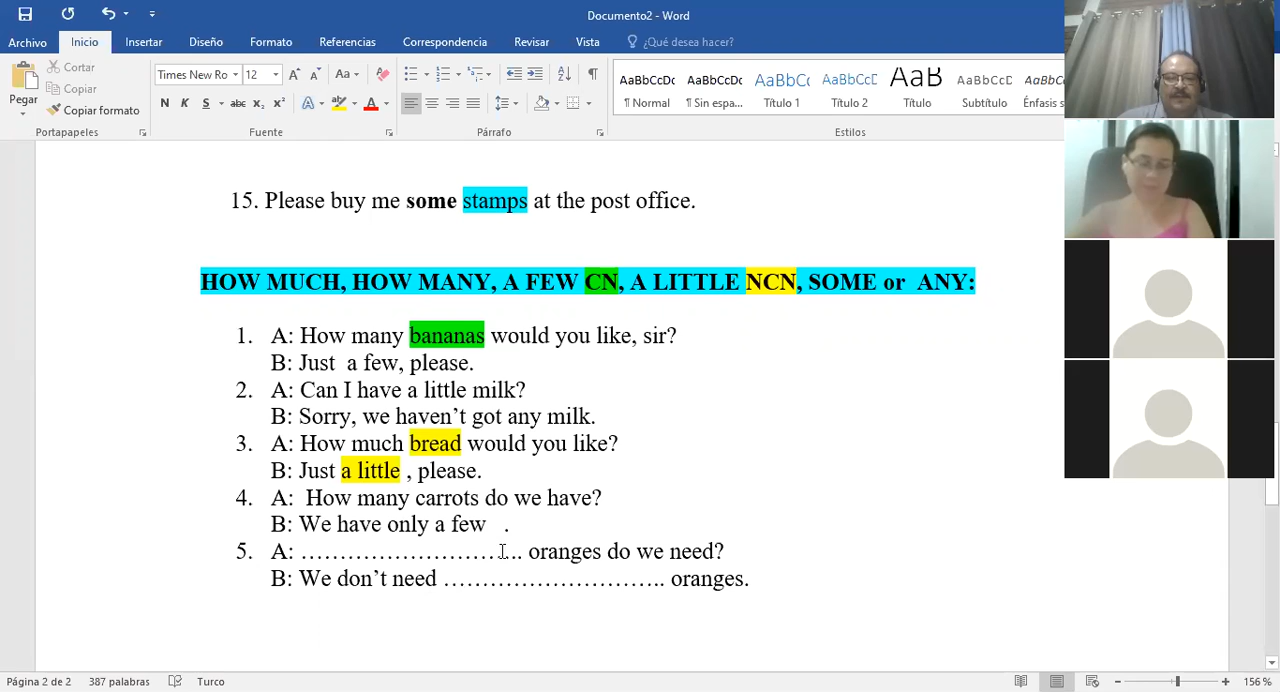 Documento2 - Word
Archivo Inicio Insertar Diseño Formato Referencias Correspondencia Revisar Vista ¿Qué desea hacer?
Pegar
Cortar
Copiar
Copiar formato
Times New Ro 12 Aa
N K S abc x₂ x² A A
AaBbCcDc AaBbCcDc AaBbCc AaBbCcD AaB AaBbCcD
¶ Normal ¶ Sin espa... Título 1 Título 2 Título Subtítulo Énfasis s
Portapapeles Fuente Párrafo Estilos
15. Please buy me some stamps at the post office.
HOW MUCH, HOW MANY, A FEW CN, A LITTLE NCN, SOME or ANY:
1. A: How many bananas would you like, sir?
B: Just a few, please.
2. A: Can I have a little milk?
B: Sorry, we haven't got any milk.
3. A: How much bread would you like?
B: Just a little , please.
4. A: How many carrots do we have?
B: We have only a few .
5. A: ……………………….. oranges do we need?
B: We don't need ……………………….. oranges.
Página 2 de 2 387 palabras Turco 156 %